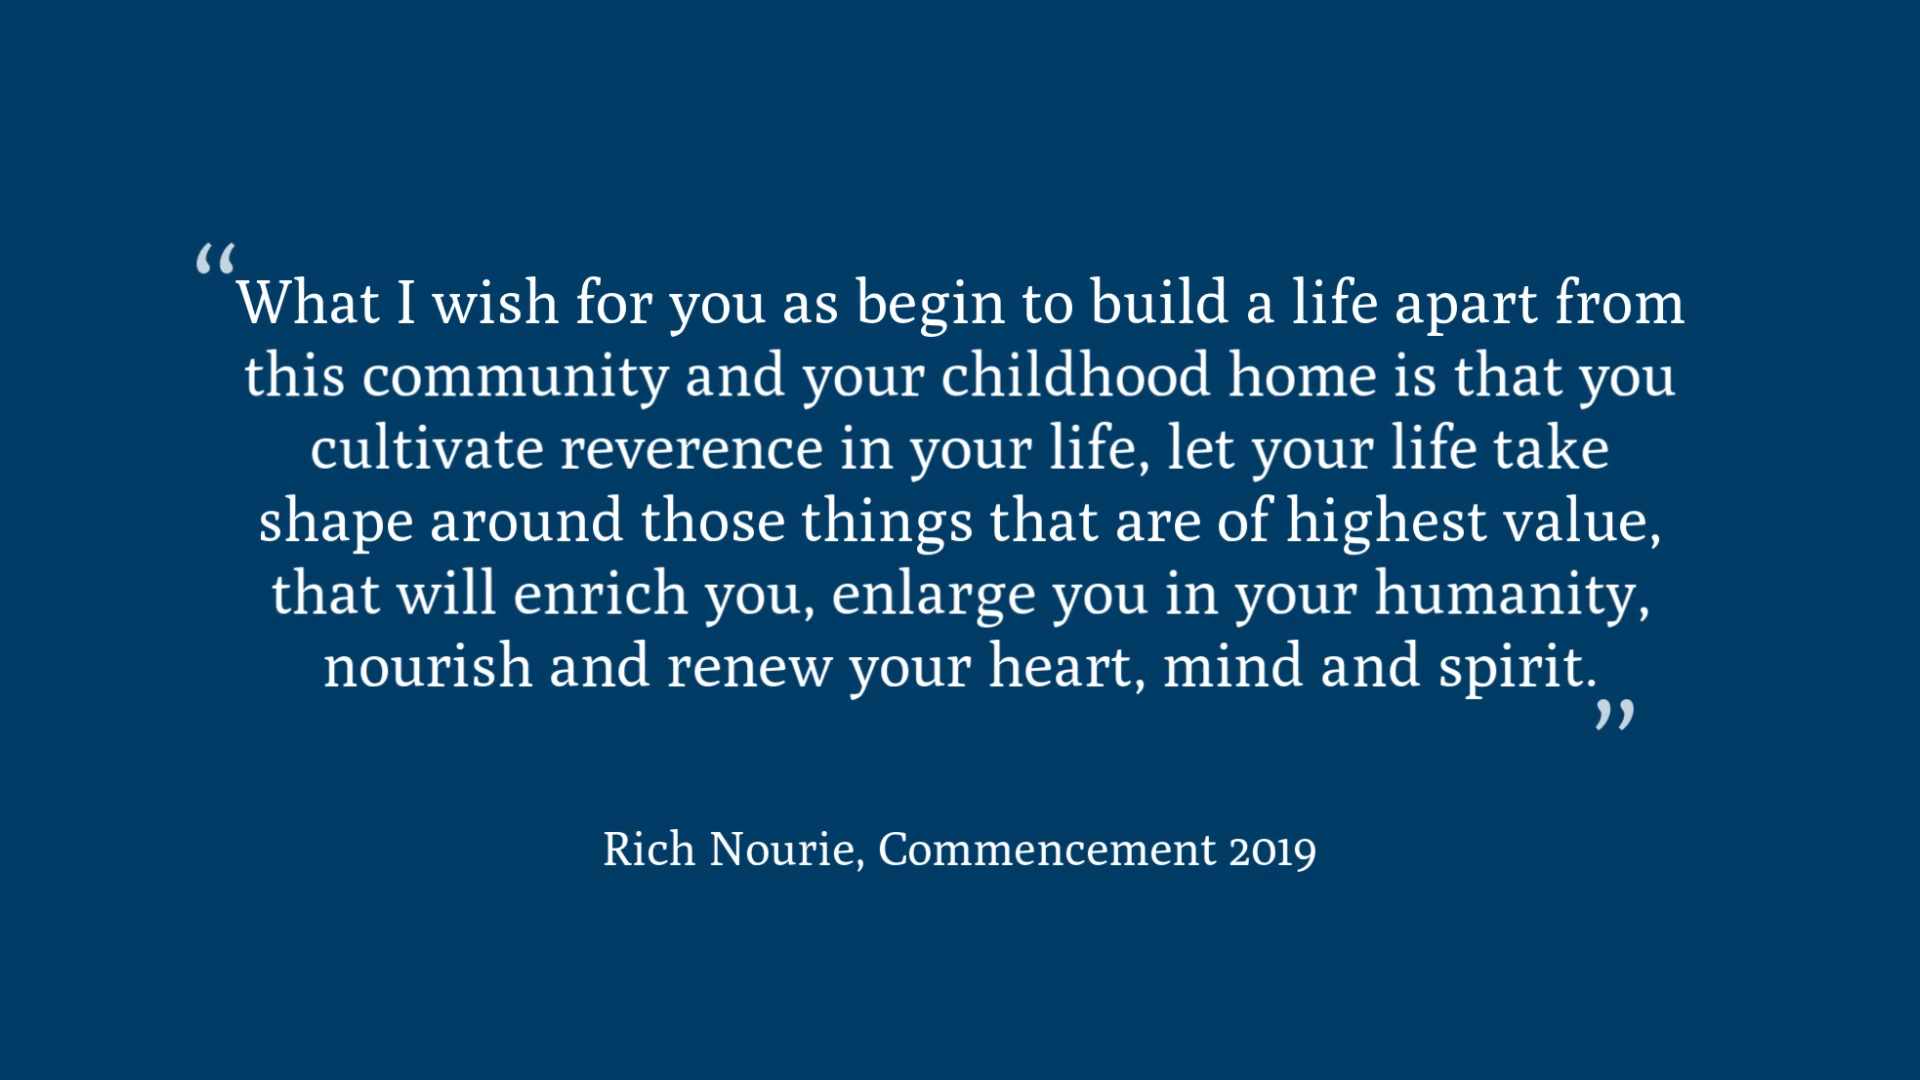 “What I wish for you as begin to build a life apart from
this community and your childhood home is that you
cultivate reverence in your life, let your life take
shape around those things that are of highest value,
that will enrich you, enlarge you in your humanity,
nourish and renew your heart, mind and spirit.”
Rich Nourie, Commencement 2019